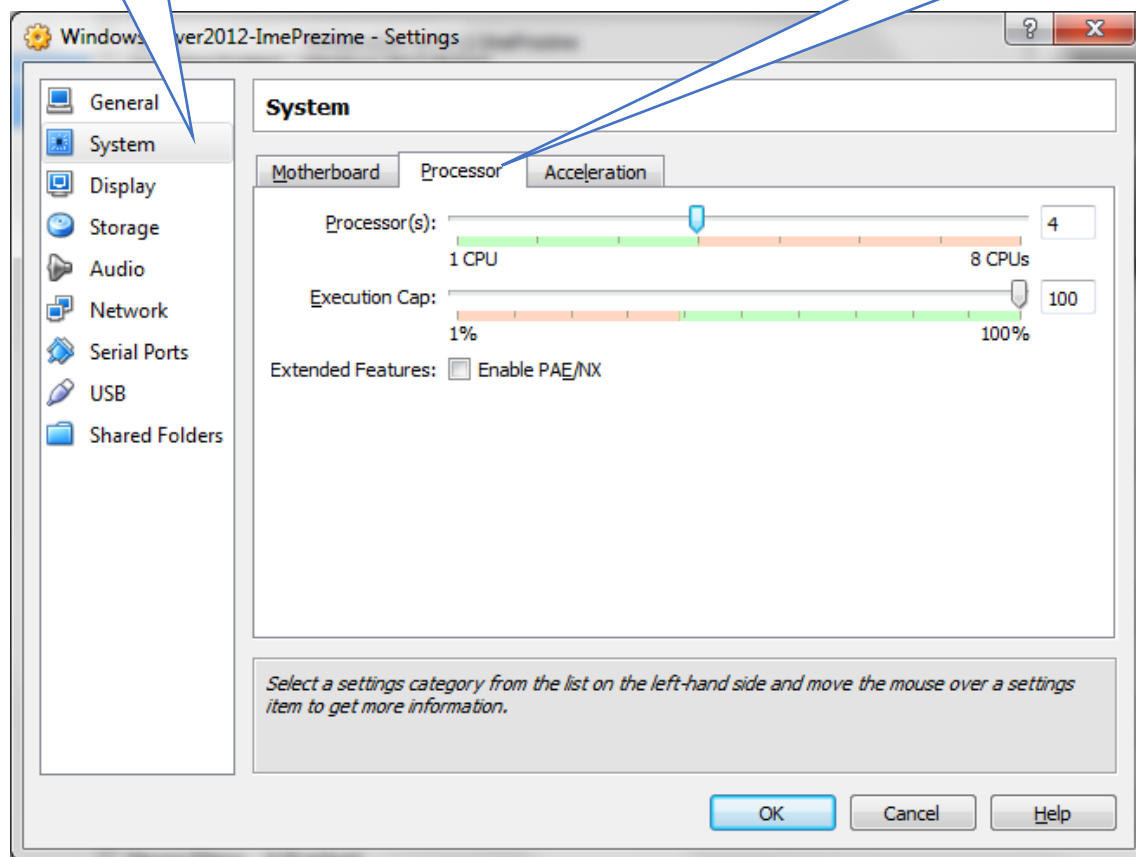 ver2012-ImePrezime - Settings
General
System
Display
Storage
Audio
Network
Serial Ports
USB
Shared Folders
System
Motherboard Processor Acceleration
Processor(s): 4
1 CPU 8 CPUs
Execution Cap: 100
1% 100%
Extended Features: Enable PAE/NX
Select a settings category from the list on the left-hand side and move the mouse over a settings
item to get more information.
OK Cancel Help